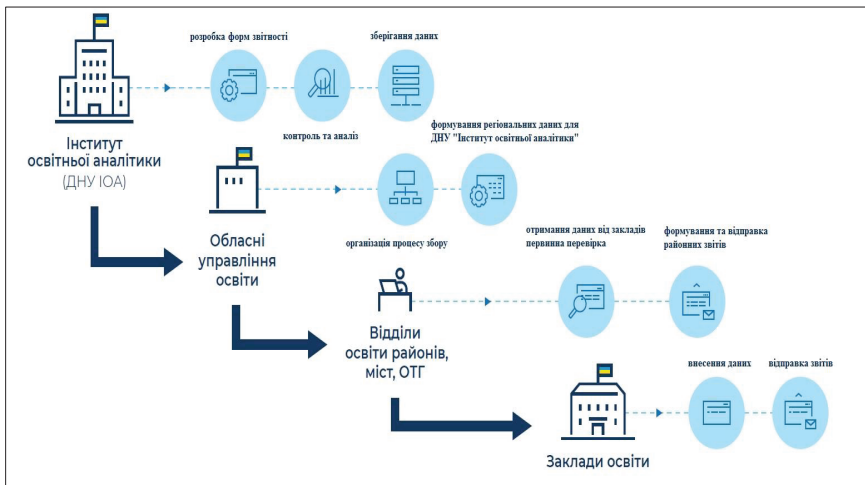 розробка форм звітності
зберігання даних
контроль та аналіз
Інститут
освітньої аналітики
(ДНУ ІОА)
формування регіональних даних для
ДНУ "Інститут освітньої аналітики"
організація процесу збору
Обласні
управління
освіти
отримання даних від закладів
первинна перевірка
формування та відправка
районних звітів
Відділи
освіти районів,
міст, ОТГ
внесення даних
відправка звітів
Заклади освіти